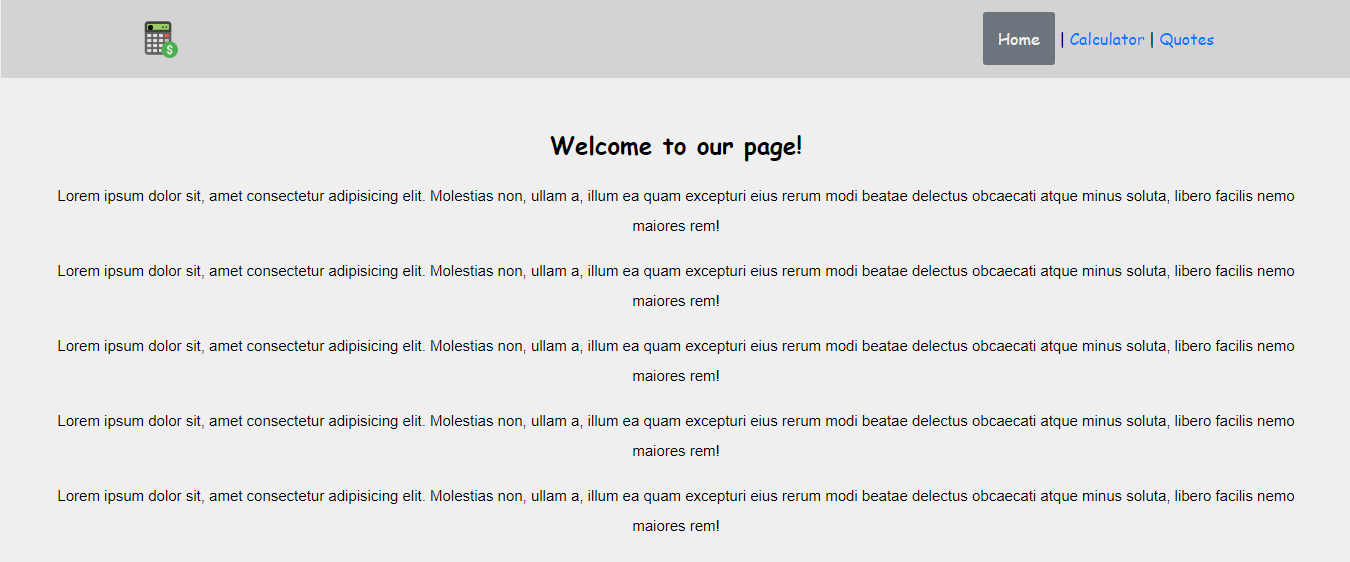 Home | Calculator | Quotes
Welcome to our page!
Lorem ipsum dolor sit, amet consectetur adipisicing elit. Molestias non, ullam a, illum ea quam excepturi eius rerum modi beatae delectus obcaecati atque minus soluta, libero facilis nemo
maiores rem!
Lorem ipsum dolor sit, amet consectetur adipisicing elit. Molestias non, ullam a, illum ea quam excepturi eius rerum modi beatae delectus obcaecati atque minus soluta, libero facilis nemo
maiores rem!
Lorem ipsum dolor sit, amet consectetur adipisicing elit. Molestias non, ullam a, illum ea quam excepturi eius rerum modi beatae delectus obcaecati atque minus soluta, libero facilis nemo
maiores rem!
Lorem ipsum dolor sit, amet consectetur adipisicing elit. Molestias non, ullam a, illum ea quam excepturi eius rerum modi beatae delectus obcaecati atque minus soluta, libero facilis nemo
maiores rem!
Lorem ipsum dolor sit, amet consectetur adipisicing elit. Molestias non, ullam a, illum ea quam excepturi eius rerum modi beatae delectus obcaecati atque minus soluta, libero facilis nemo
maiores rem!